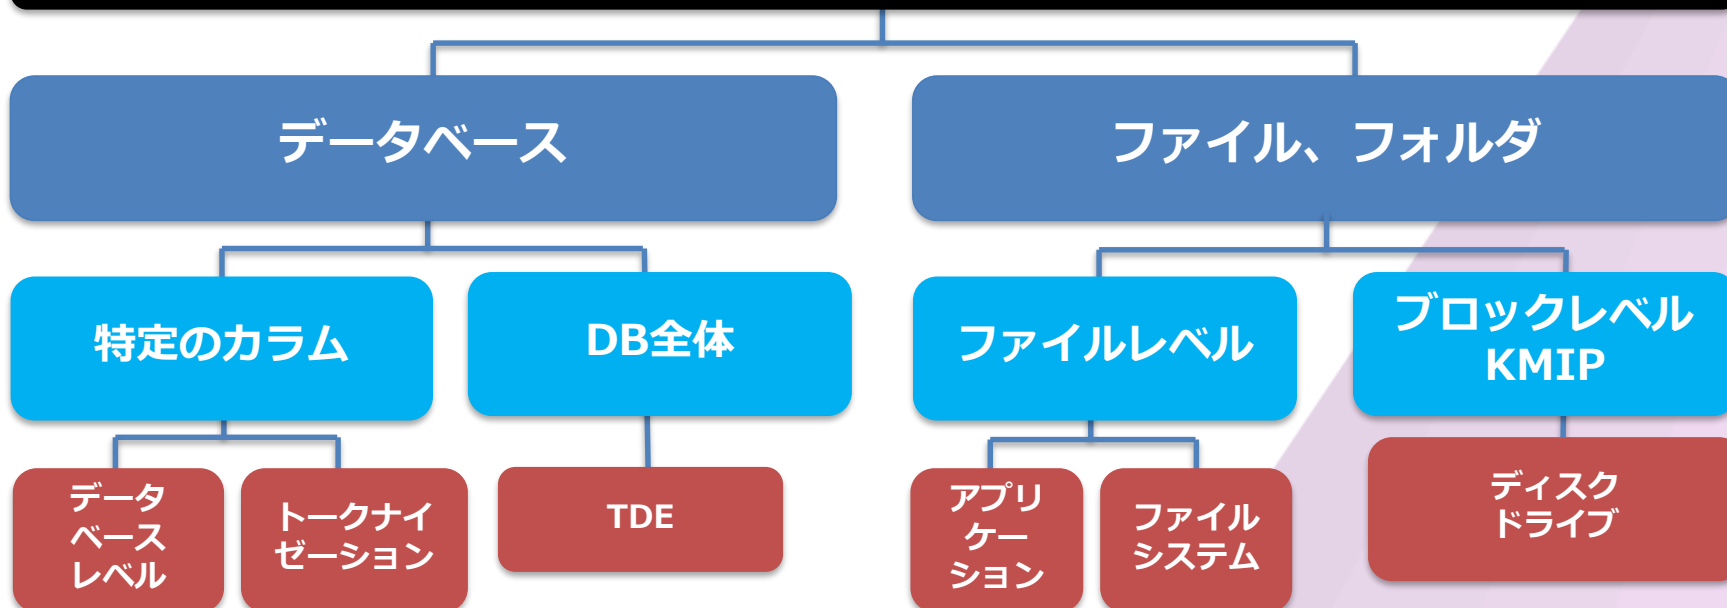 データベース
ファイル、フォルダ
特定のカラム
DB全体
ファイルレベル
ブロックレベル
KMIP
データ
ベース
レベル
トークナイ
ゼーション
TDE
アプリ
ケー
ション
ファイル
システム
ディスク
ドライブ